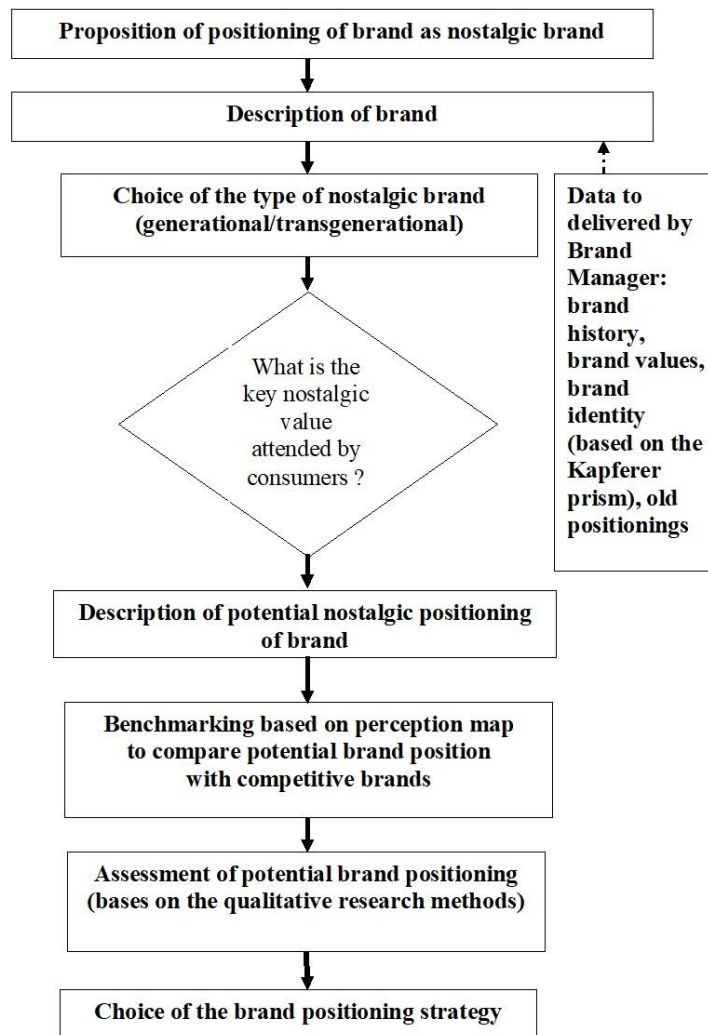 Proposition of positioning of brand as nostalgic brand
Description of brand
Choice of the type of nostalgic brand
(generational/transgenerational)
Data to
delivered by
Brand
Manager:
brand
history,
brand values,
brand
identity
(based on the
Kapferer
prism), old
positionings
What is the
key nostalgic
value
attended by
consumers ?
Description of potential nostalgic positioning
of brand
Benchmarking based on perception map
to compare potential brand position
with competitive brands
Assessment of potential brand positioning
(bases on the qualitative research methods)
Choice of the brand positioning strategy